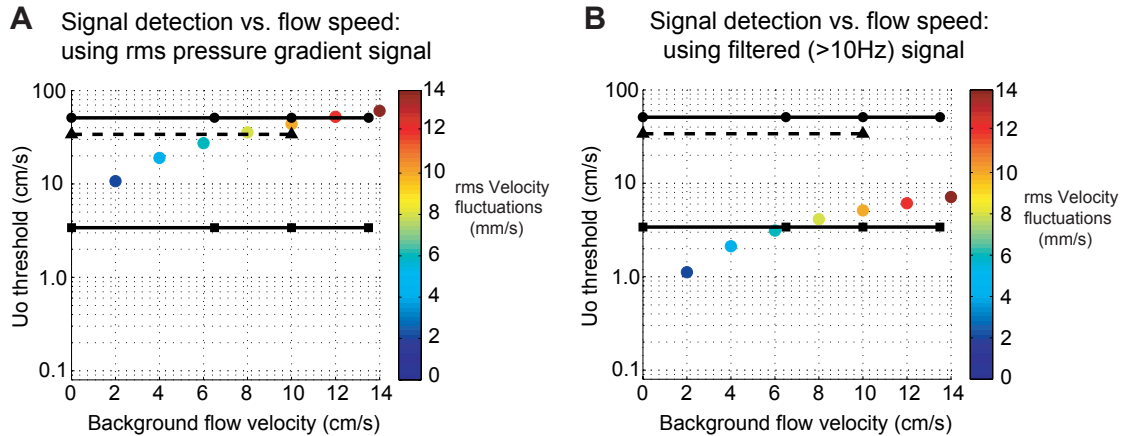 A
Signal detection vs. flow speed:
using rms pressure gradient signal
Uo threshold (cm/s)
100
10
1.0
0.1
0 2 4 6 8 10 12 14
Background flow velocity (cm/s)
14
12
10
8
6
4
2
0
rms Velocity
fluctuations
(mm/s)
B
Signal detection vs. flow speed:
using filtered (>10Hz) signal
Uo threshold (cm/s)
100
10
1.0
0.1
0 2 4 6 8 10 12 14
Background flow velocity (cm/s)
14
12
10
8
6
4
2
0
rms Velocity
fluctuations
(mm/s)